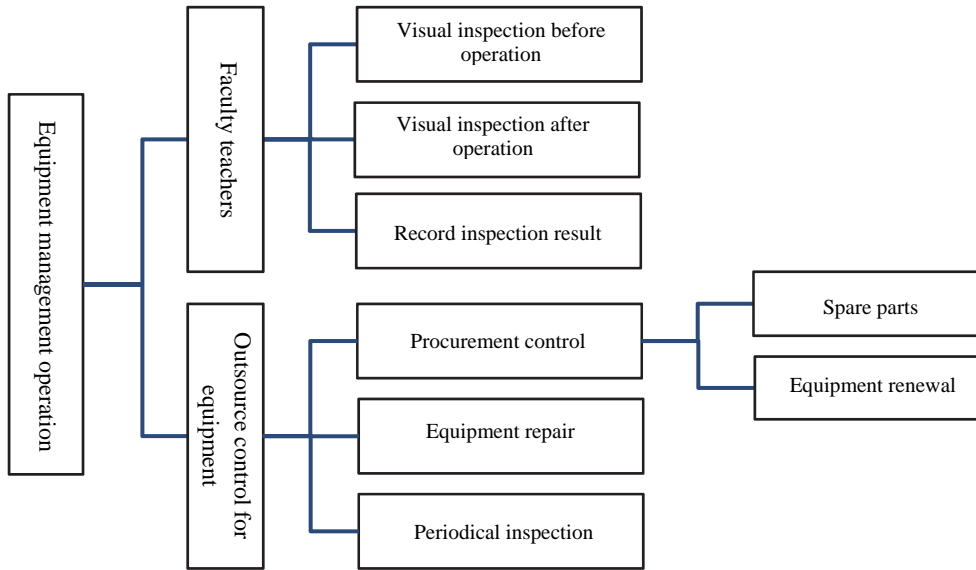 Equipment management operation
Faculty teachers
Visual inspection before
operation
Visual inspection after
operation
Record inspection result
Outsource control for
equipment
Procurement control
Spare parts
Equipment renewal
Equipment repair
Periodical inspection